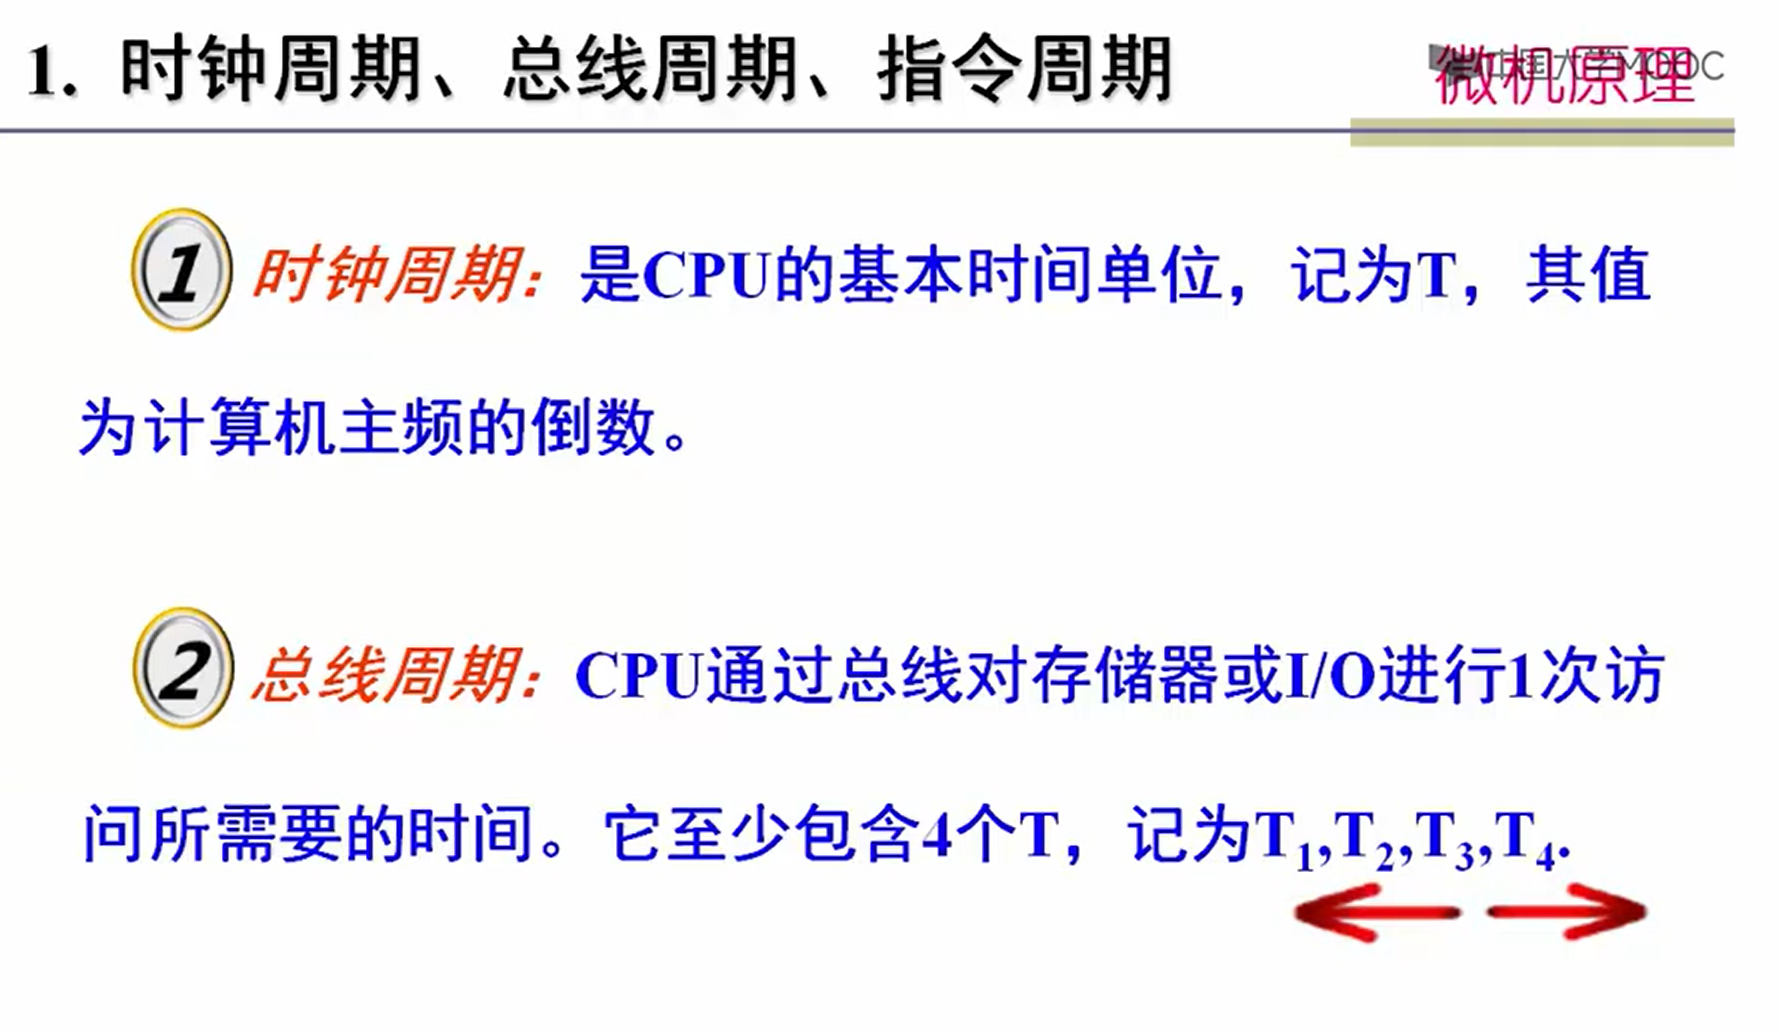 1. 时钟周期、总线周期、指令周期
微机原理
中国大学MOOC
1 时钟周期：是CPU的基本时间单位，记为T，其值
为计算机主频的倒数。
2 总线周期：CPU通过总线对存储器或I/O进行1次访
问所需要的时间。它至少包含4个T，记为T₁,T₂,T₃,T₄.